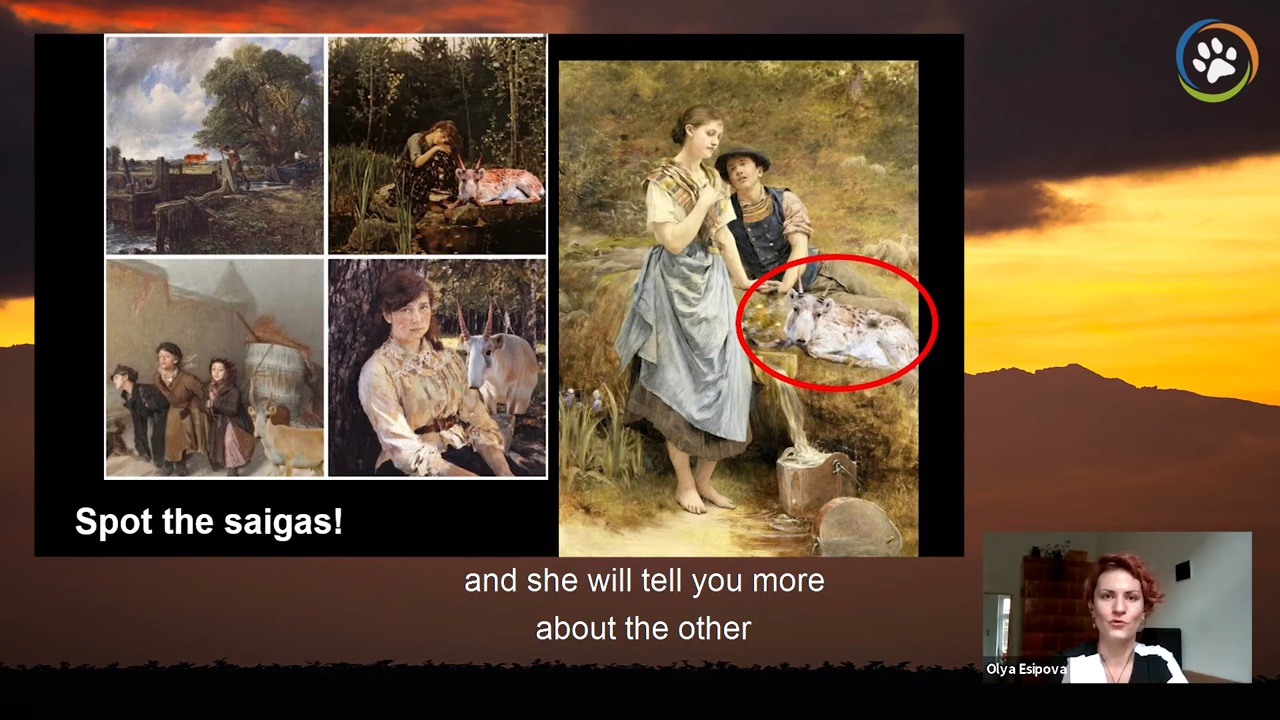 Spot the saigas!
and she will tell you more
about the other
Olya Esipova